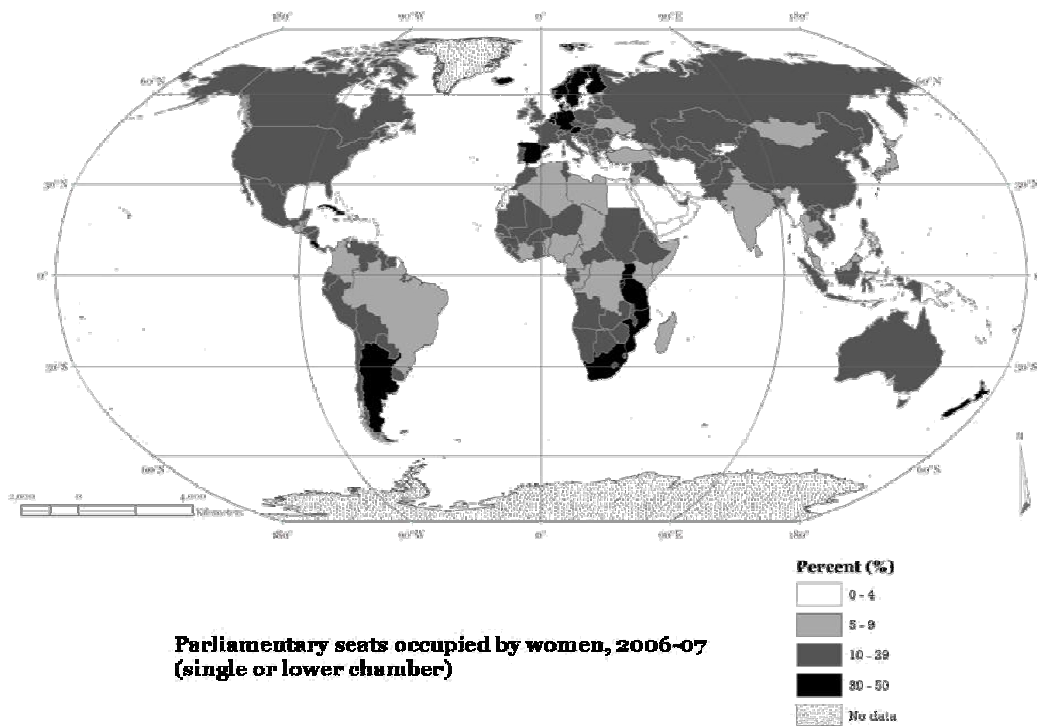 180° 90°W 0° 90°E 180°
60°N 60°N
30°N 30°N
0° 0°
30°S 30°S
N
60°S 60°S
2,000 0 4,000
Kilometres
180° 90°W 0° 90°E 180°
Percent (%)
0 - 4
5 - 9
10 - 29
30 - 50
No data
Parliamentary seats occupied by women, 2006-07
(single or lower chamber)